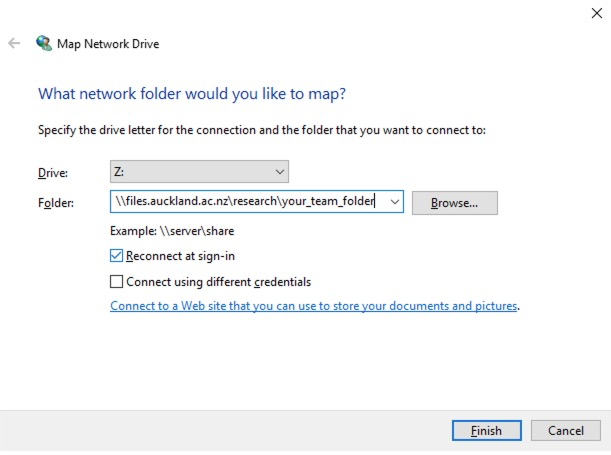 Map Network Drive
What network folder would you like to map?
Specify the drive letter for the connection and the folder that you want to connect to:
Drive: Z:
Folder: \\files.auckland.ac.nz\research\your_team_folder Browse...
Example: \\server\share
Reconnect at sign-in
Connect using different credentials
Connect to a Web site that you can use to store your documents and pictures.
Finish Cancel